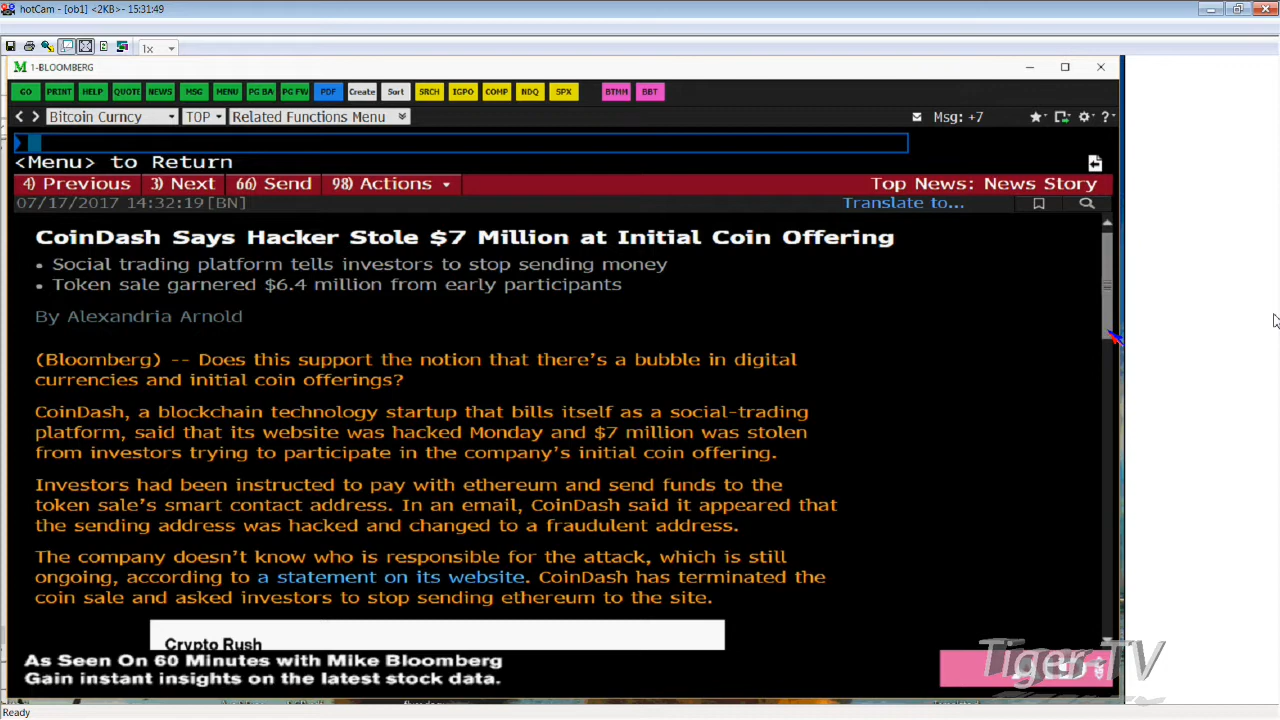 hotCam - [ob1] <2KB>- 15:31:49
1x
1-BLOOMBERG
GO PRINT HELP QUOTE NEWS MSG MENU PG BA PG FW PDF Create Sort SRCH IGPO COMP NDQ SPX BTMM BBT
Bitcoin Curncy TOP Related Functions Menu Msg: +7
<Menu> to Return
4) Previous 3) Next 66) Send 98) Actions Top News: News Story
07/17/2017 14:32:19[BN] Translate to...
CoinDash Says Hacker Stole $7 Million at Initial Coin Offering
• Social trading platform tells investors to stop sending money
• Token sale garnered $6.4 million from early participants
By Alexandria Arnold
(Bloomberg) -- Does this support the notion that there's a bubble in digital
currencies and initial coin offerings?
CoinDash, a blockchain technology startup that bills itself as a social-trading
platform, said that its website was hacked Monday and $7 million was stolen
from investors trying to participate in the company's initial coin offering.
Investors had been instructed to pay with ethereum and send funds to the
token sale's smart contact address. In an email, CoinDash said it appeared that
the sending address was hacked and changed to a fraudulent address.
The company doesn't know who is responsible for the attack, which is still
ongoing, according to a statement on its website. CoinDash has terminated the
coin sale and asked investors to stop sending ethereum to the site.
Crypto Rush
As Seen On 60 Minutes with Mike Bloomberg
Gain instant insights on the latest stock data.
Tiger-TV
Ready